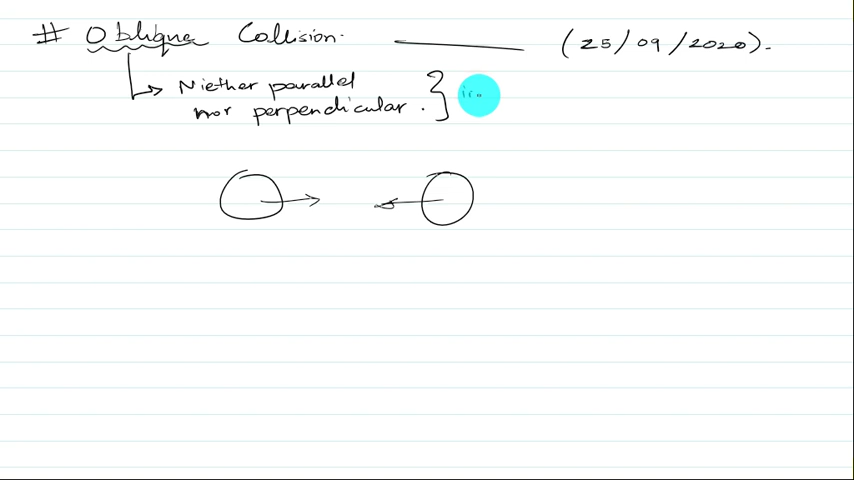 # Oblique Collision. (25/09/2020).
Niether parallel
nor perpendicular.